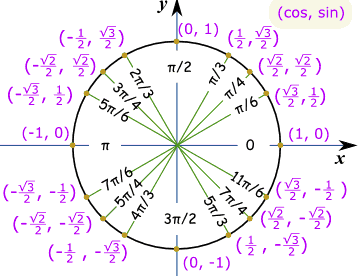 y
(cos, sin)
(0, 1)
(-1/2, √3/2)
(1/2, √3/2)
(-√2/2, √2/2)
(√2/2, √2/2)
(-√3/2, 1/2)
(√3/2, 1/2)
π/2
2π/3
π/3
3π/4
π/4
5π/6
π/6
(-1, 0)
π
0
(1, 0)
x
7π/6
11π/6
5π/4
7π/4
4π/3
5π/3
3π/2
(-√3/2, -1/2)
(√3/2, -1/2)
(-√2/2, -√2/2)
(√2/2, -√2/2)
(-1/2, -√3/2)
(1/2, -√3/2)
(0, -1)